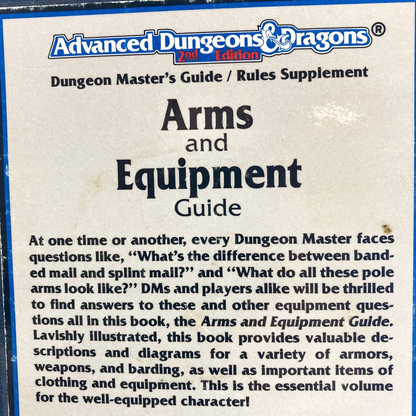 Advanced Dungeons & Dragons®
2nd Edition
Dungeon Master's Guide / Rules Supplement
Arms
and
Equipment
Guide
At one time or another, every Dungeon Master faces
questions like, “What's the difference between band-
ed mail and splint mail?” and “What do all these pole
arms look like?” DMs and players alike will be thrilled
to find answers to these and other equipment ques-
tions all in this book, the Arms and Equipment Guide.
Lavishly illustrated, this book provides valuable de-
scriptions and diagrams for a variety of armors,
weapons, and barding, as well as important items of
clothing and equipment. This is the essential volume
for the well-equipped character!